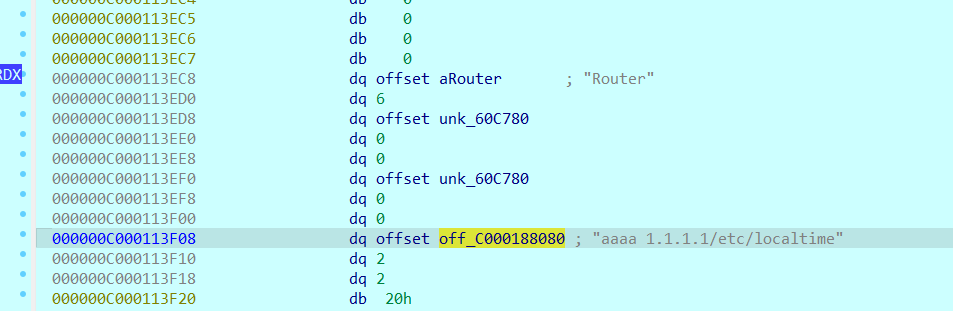 000000C000113EC4 db 0
000000C000113EC5 db 0
000000C000113EC6 db 0
000000C000113EC7 db 0
RDX 000000C000113EC8 dq offset aRouter ; "Router"
000000C000113ED0 dq 6
000000C000113ED8 dq offset unk_60C780
000000C000113EE0 dq 0
000000C000113EE8 dq 0
000000C000113EF0 dq offset unk_60C780
000000C000113EF8 dq 0
000000C000113F00 dq 0
000000C000113F08 dq offset off_C000188080 ; "aaaa 1.1.1.1/etc/localtime"
000000C000113F10 dq 2
000000C000113F18 dq 2
000000C000113F20 db 20h